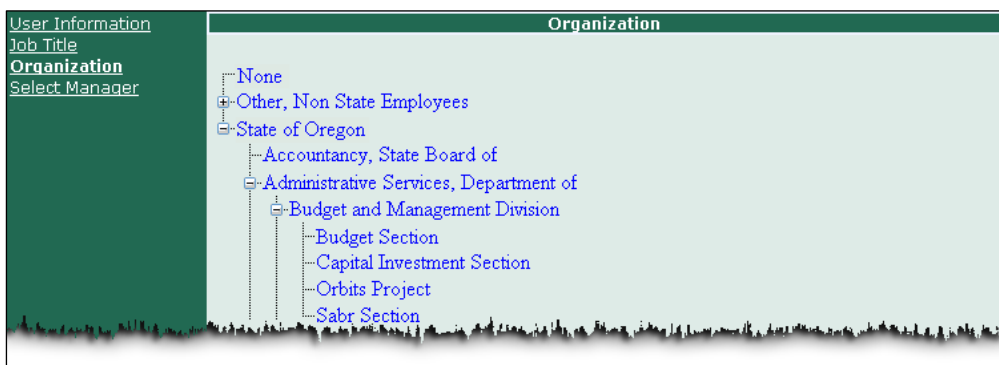 User Information
Job Title
Organization
Select Manager
Organization
None
Other, Non State Employees
State of Oregon
Accountancy, State Board of
Administrative Services, Department of
Budget and Management Division
Budget Section
Capital Investment Section
Orbits Project
Sabr Section